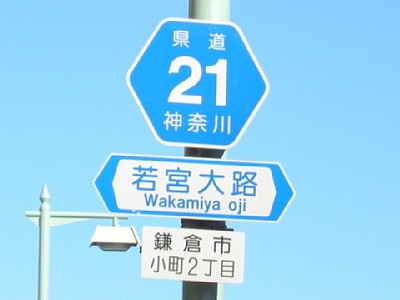 県道
21
神奈川
若宮大路
Wakamiya oji
鎌倉市
小町2丁目